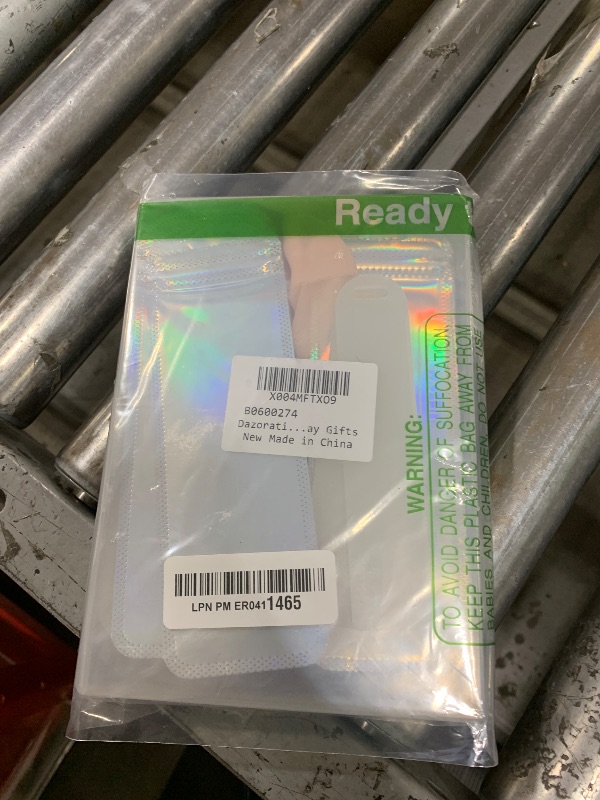 Ready
X004MFTXO9
B0600274
Dazorati...ay Gifts
New Made in China
LPN PM ER0411465
WARNING:
TO AVOID DANGER OF SUFFOCATION,
KEEP THIS PLASTIC BAG AWAY FROM
BABIES AND CHILDREN. DO NOT USE